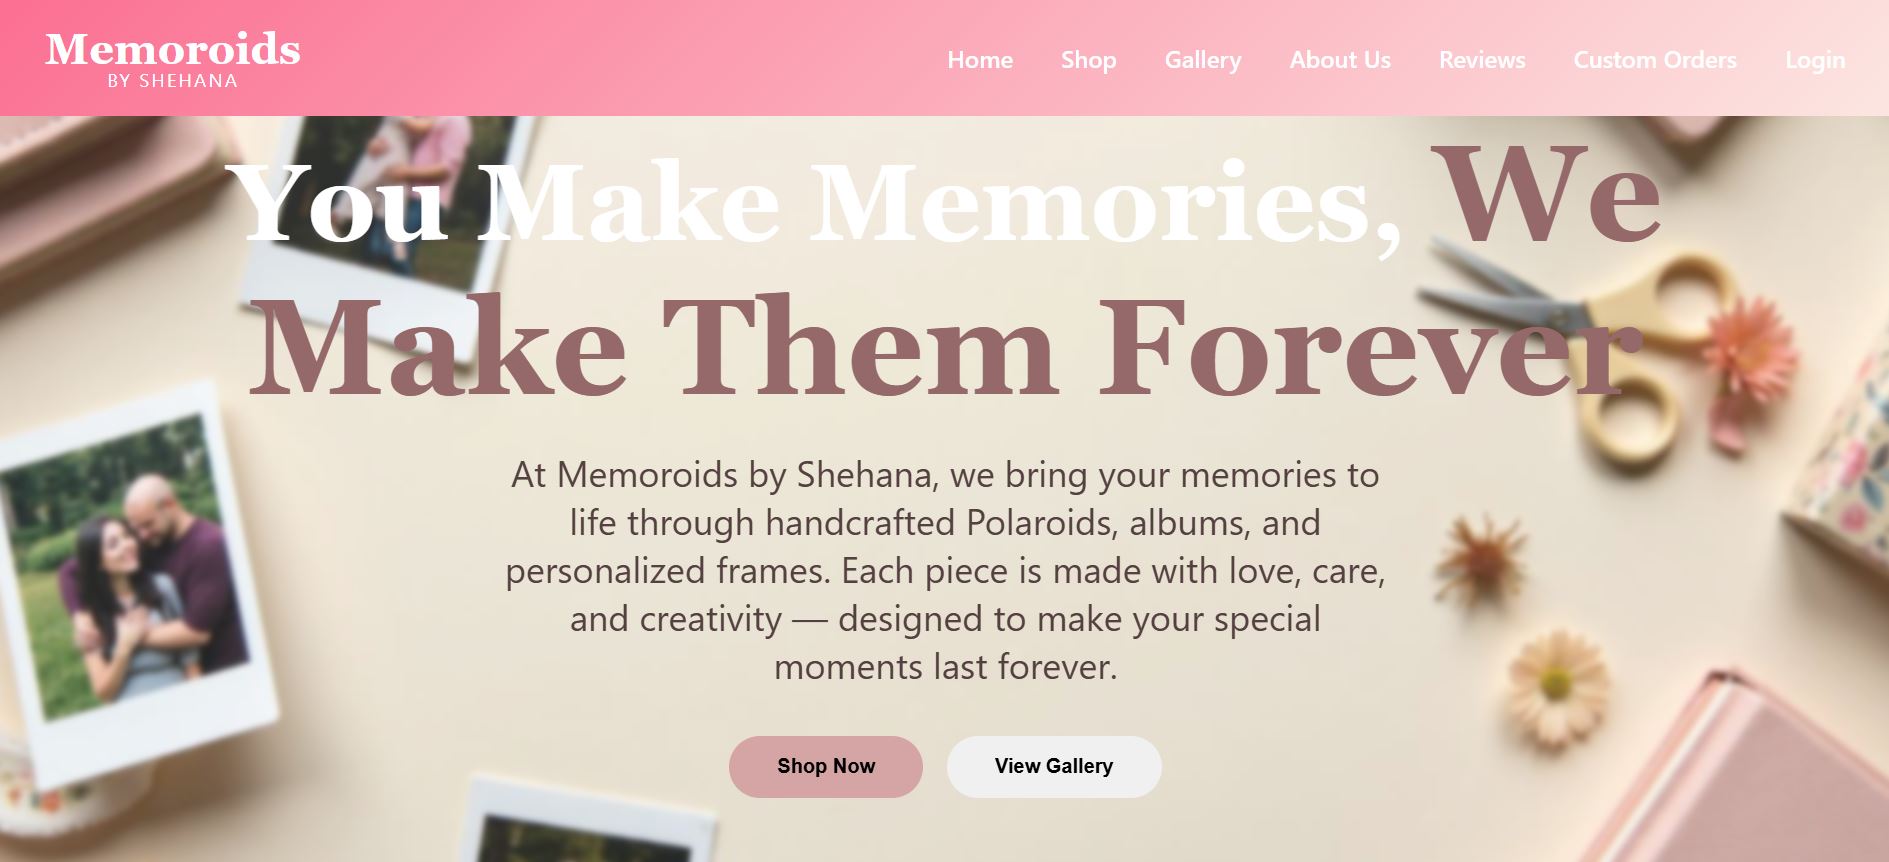 Memoroids
BY SHEHANA
Home Shop Gallery About Us Reviews Custom Orders Login
You Make Memories, We
Make Them Forever
At Memoroids by Shehana, we bring your memories to
life through handcrafted Polaroids, albums, and
personalized frames. Each piece is made with love, care,
and creativity — designed to make your special
moments last forever.
Shop Now
View Gallery